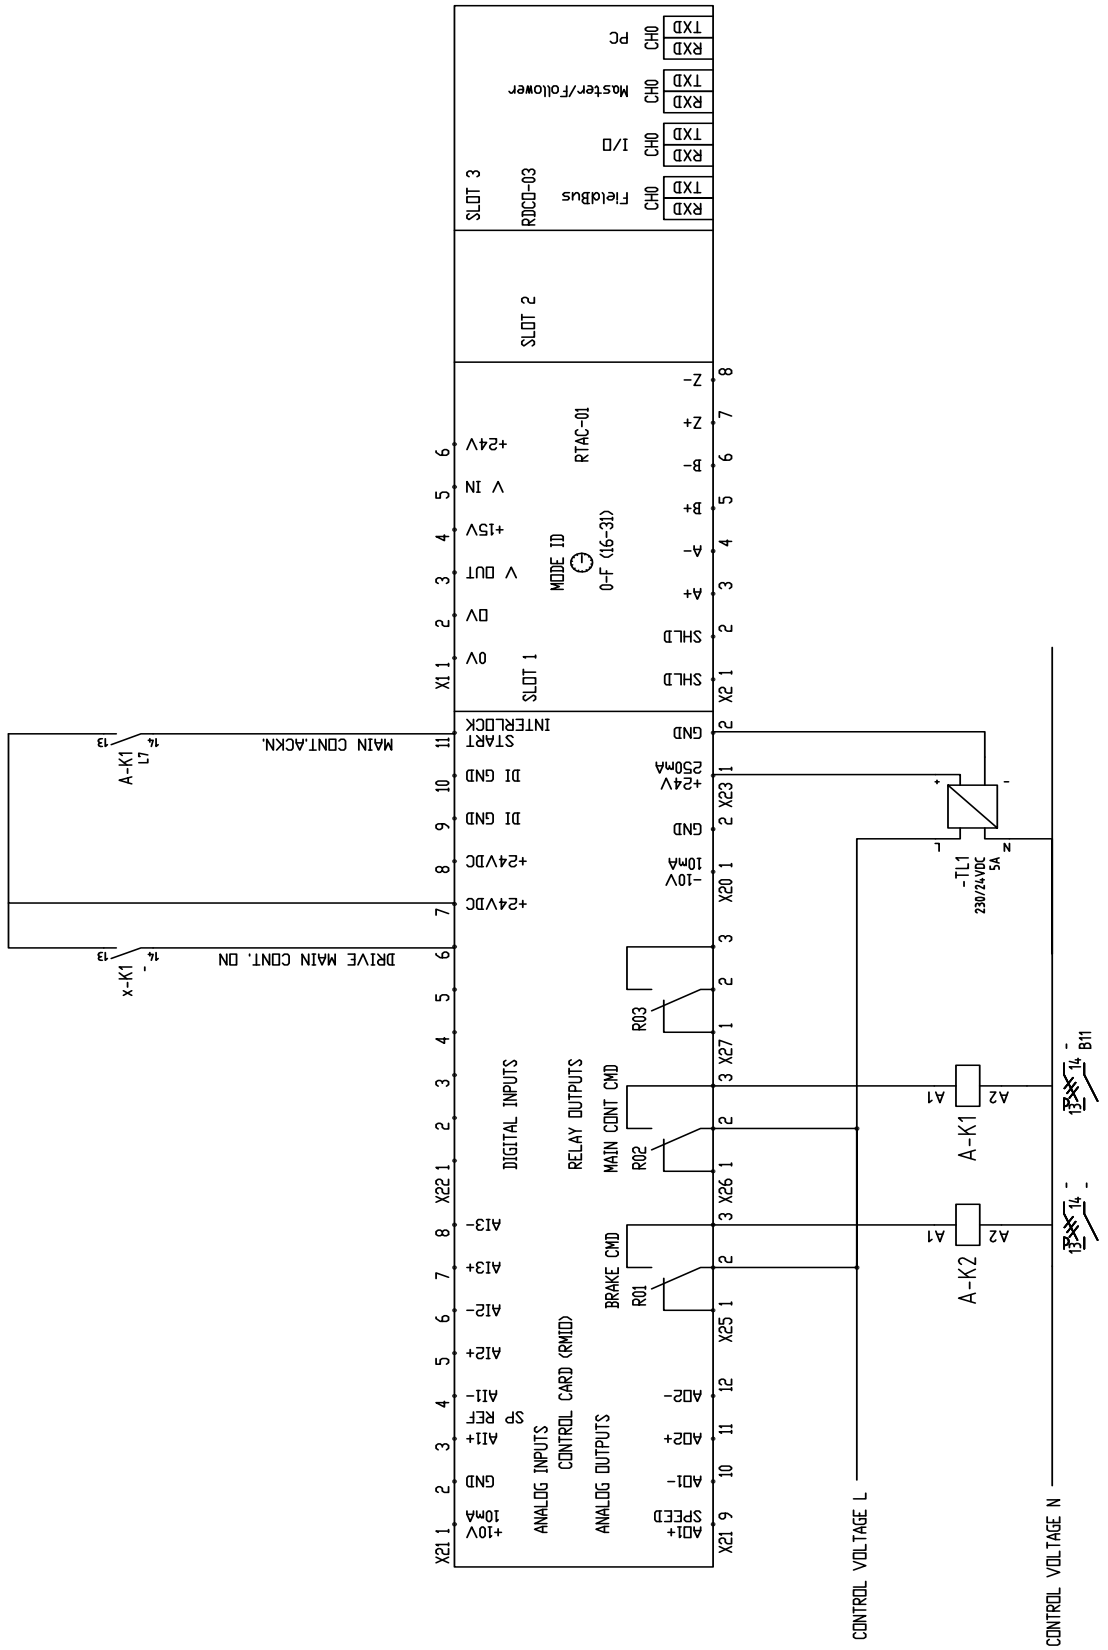 X21 1
+10V
10mA
2
GND
3
AI1+
SP REF
4
AI1-
5
AI2+
6
AI2-
7
AI3+
8
AI3-
ANALOG INPUTS
CONTROL CARD (RMIO)
ANALOG OUTPUTS
X21 9
AO1+
SPEED
10
AO1-
11
AO2+
12
AO2-
X22 1
2
3
4
5
6
7
+24VDC
8
+24VDC
9
DI GND
10
DI GND
11
START
INTERLOCK
DIGITAL INPUTS
RELAY OUTPUTS
BRAKE CMD
R01
X25 1
2
3
MAIN CONT CMD
R02
X26 1
2
3
R03
X27 1
2
3
X20 1
-10V
10mA
2
GND
X23 1
+24V
250mA
2
GND
DRIVE MAIN CONT. ON
x-K1
-
13
14
MAIN CONT.ACKN.
A-K1
L7
13
14
SLOT 1
X1 1
0V
2
0V
3
V OUT
4
+15V
5
V IN
6
+24V
MODE ID
0-F (16-31)
RTAC-01
X2 1
SHLD
2
SHLD
3
A+
4
A-
5
B+
6
B-
7
Z+
8
Z-
SLOT 2
SLOT 3
RDCO-03
FieldBus
CH0
RXD
TXD
I/O
CH0
RXD
TXD
Master/Follower
CH0
RXD
TXD
PC
CH0
RXD
TXD
CONTROL VOLTAGE L
CONTROL VOLTAGE N
-TL1
230/24VDC
5A
L
N
+
-
A-K1
A1
A2
13
14
-
B11
A-K2
A1
A2
13
14
-
-